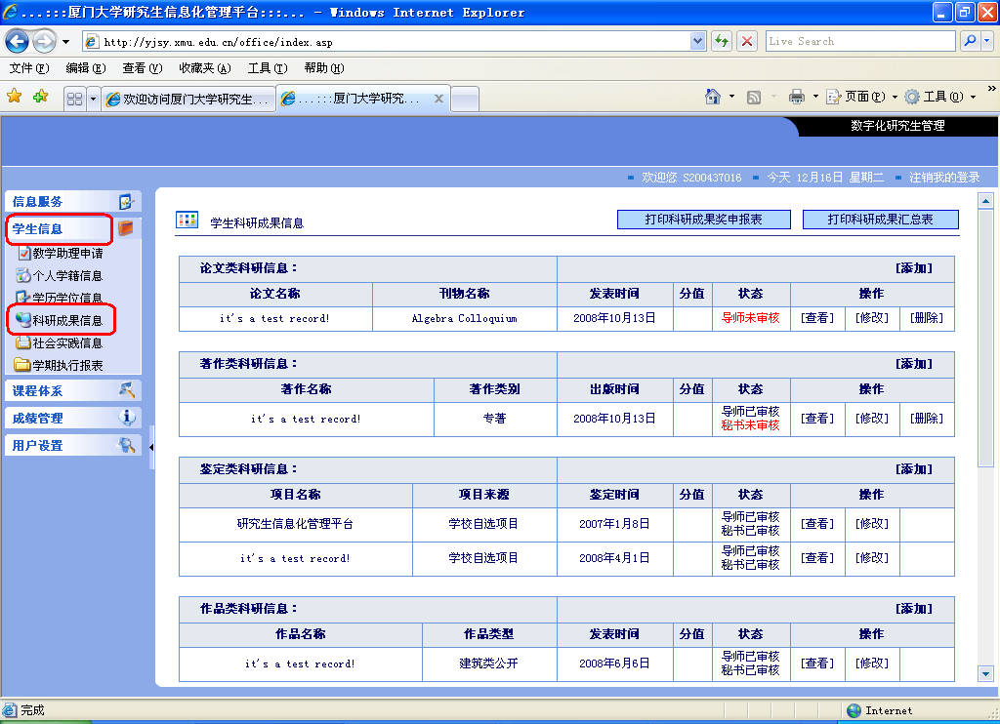 ...:::厦门大学研究生信息化管理平台:::... - Windows Internet Explorer
http://yjsy.xmu.edu.cn/office/index.asp
Live Search
文件(F) 编辑(E) 查看(V) 收藏夹(A) 工具(T) 帮助(H)
欢迎访问厦门大学研究生...
...:::厦门大学研究...
页面(P)
工具(O)
»
数字化研究生管理
欢迎您 S200437016 今天 12月16日 星期二 注销我的登录
信息服务
学生信息
教学助理申请
个人学籍信息
学历学位信息
科研成果信息
社会实践信息
学期执行报表
课程体系
成绩管理
用户设置
学生科研成果信息
打印科研成果奖申报表
打印科研成果汇总表
论文类科研信息： [添加]
论文名称 刊物名称 发表时间 分值 状态 操作
it's a test record! Algebra Colloquium 2008年10月13日 导师未审核 [查看] [修改] [删除]
著作类科研信息： [添加]
著作名称 著作类别 出版时间 分值 状态 操作
it's a test record! 专著 2008年10月13日 导师已审核 [查看] [修改] [删除]
秘书未审核
鉴定类科研信息： [添加]
项目名称 项目来源 鉴定时间 分值 状态 操作
研究生信息化管理平台 学校自选项目 2007年1月8日 导师已审核 [查看] [修改]
秘书已审核
it's a test record! 学校自选项目 2008年4月1日 导师已审核 [查看] [修改]
秘书已审核
作品类科研信息： [添加]
作品名称 作品类型 发表时间 分值 状态 操作
it's a test record! 建筑类公开 2008年6月6日 导师已审核 [查看] [修改]
秘书已审核
完成
Internet